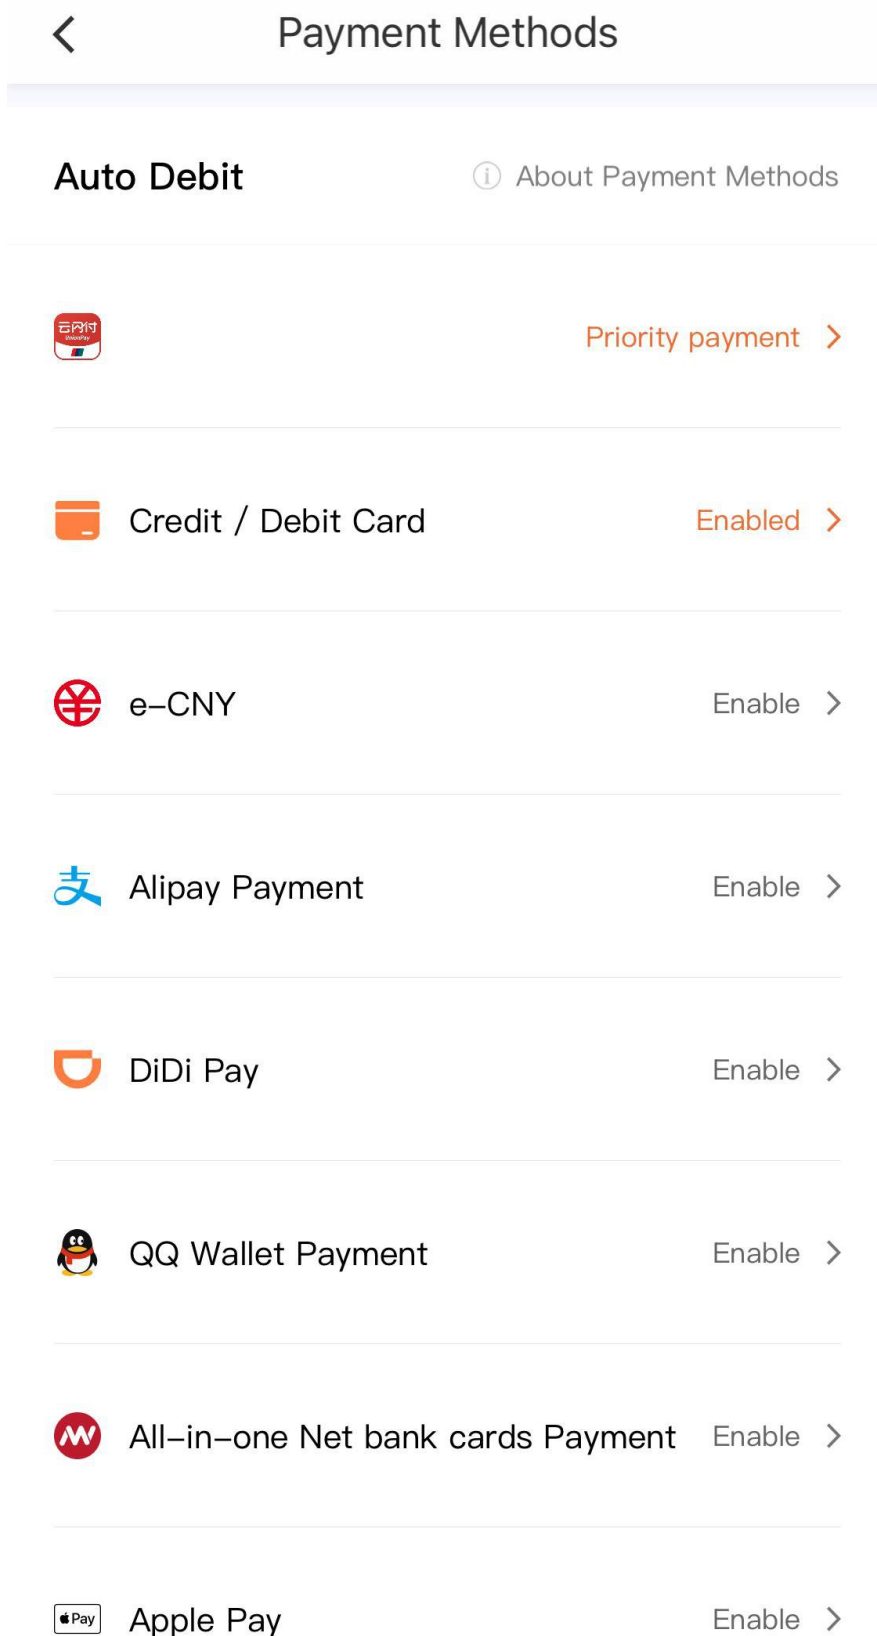 Payment Methods
Auto Debit
About Payment Methods
云闪付
UnionPay
Priority payment
Credit / Debit Card
Enabled
e-CNY
Enable
Alipay Payment
Enable
DiDi Pay
Enable
QQ Wallet Payment
Enable
All-in-one Net bank cards Payment
Enable
Pay
Apple Pay
Enable